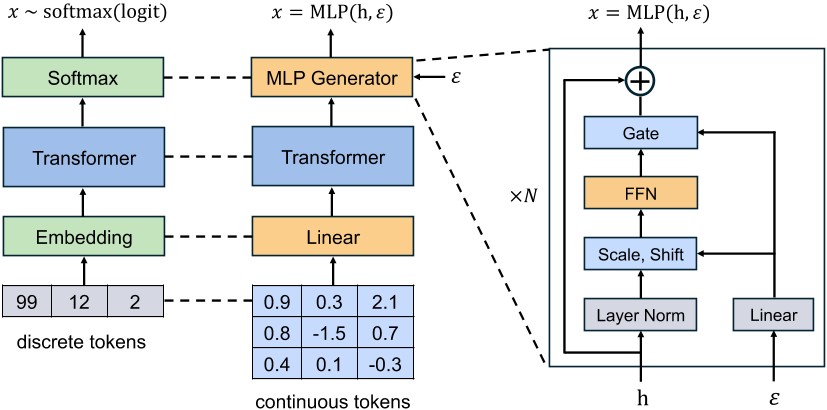 x ~ softmax(logit)
Softmax
Transformer
Embedding
99 12 2
discrete tokens
x = MLP(h, ε)
MLP Generator
ε
Transformer
Linear
0.9 0.3 2.1
0.8 -1.5 0.7
0.4 0.1 -0.3
continuous tokens
x = MLP(h, ε)
+
Gate
×N
FFN
Scale, Shift
Layer Norm
Linear
h
ε